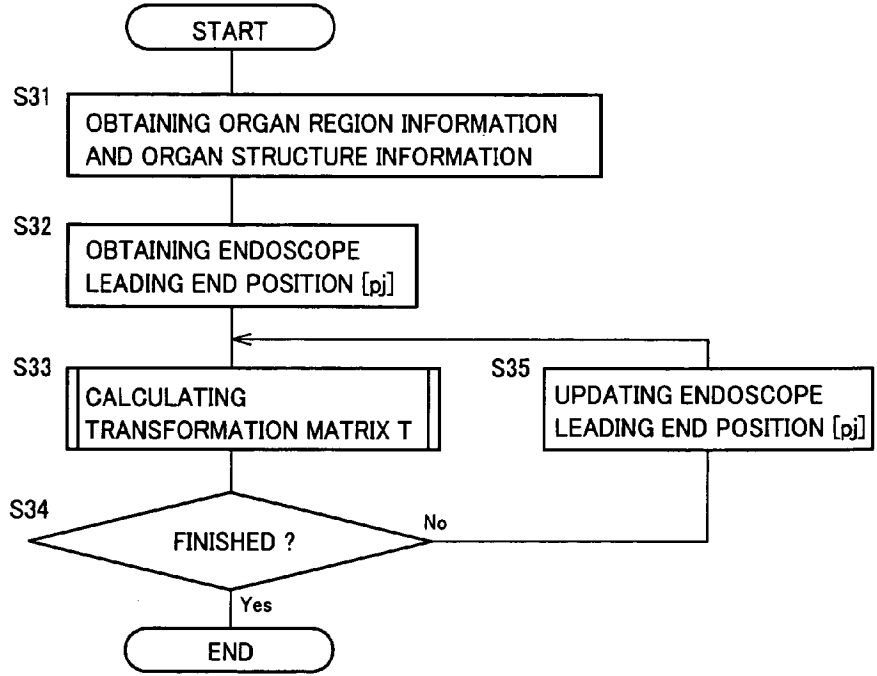 START
S31
OBTAINING ORGAN REGION INFORMATION
AND ORGAN STRUCTURE INFORMATION
S32
OBTAINING ENDOSCOPE
LEADING END POSITION [pj]
S33
CALCULATING
TRANSFORMATION MATRIX T
S35
UPDATING ENDOSCOPE
LEADING END POSITION [pj]
S34
FINISHED ?
No
Yes
END